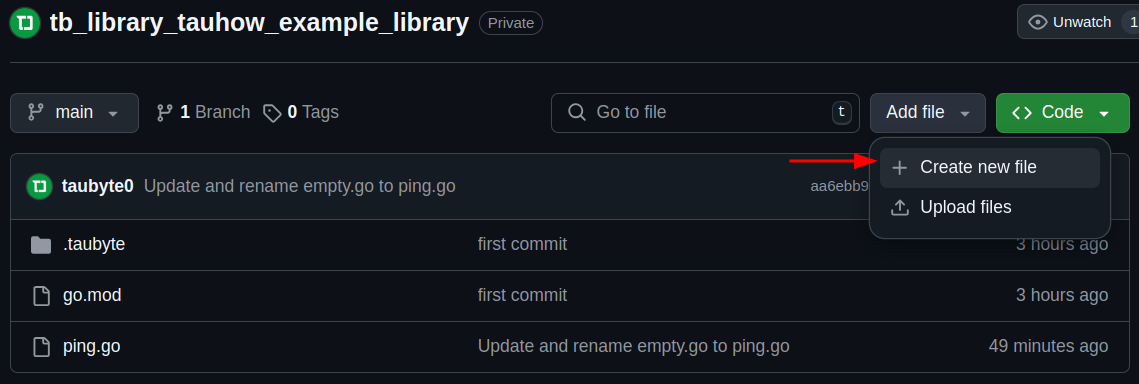 tb_library_tauhow_example_library Private Unwatch 1
main 1 Branch 0 Tags Go to file t Add file Code
Create new file
taubyte0 Update and rename empty.go to ping.go aa6ebb9
Upload files
.taubyte first commit 3 hours ago
go.mod first commit 3 hours ago
ping.go Update and rename empty.go to ping.go 49 minutes ago